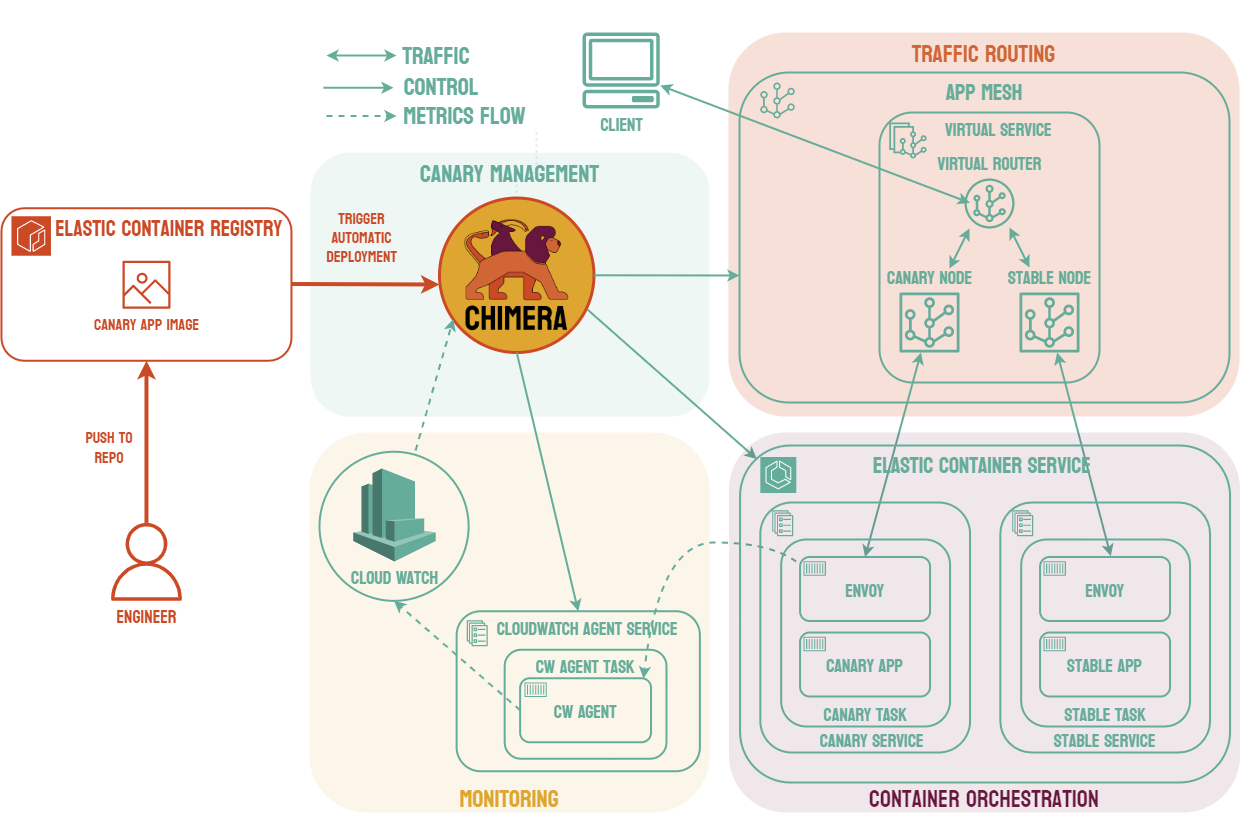 TRAFFIC
CONTROL
METRICS FLOW
CLIENT
TRAFFIC ROUTING
APP MESH
VIRTUAL SERVICE
VIRTUAL ROUTER
CANARY NODE
STABLE NODE
CANARY MANAGEMENT
TRIGGER
AUTOMATIC
DEPLOYMENT
CHIMERA
ELASTIC CONTAINER REGISTRY
CANARY APP IMAGE
PUSH TO
REPO
ENGINEER
CLOUD WATCH
CLOUDWATCH AGENT SERVICE
CW AGENT TASK
CW AGENT
MONITORING
ELASTIC CONTAINER SERVICE
ENVOY
CANARY APP
CANARY TASK
CANARY SERVICE
ENVOY
STABLE APP
STABLE TASK
STABLE SERVICE
CONTAINER ORCHESTRATION